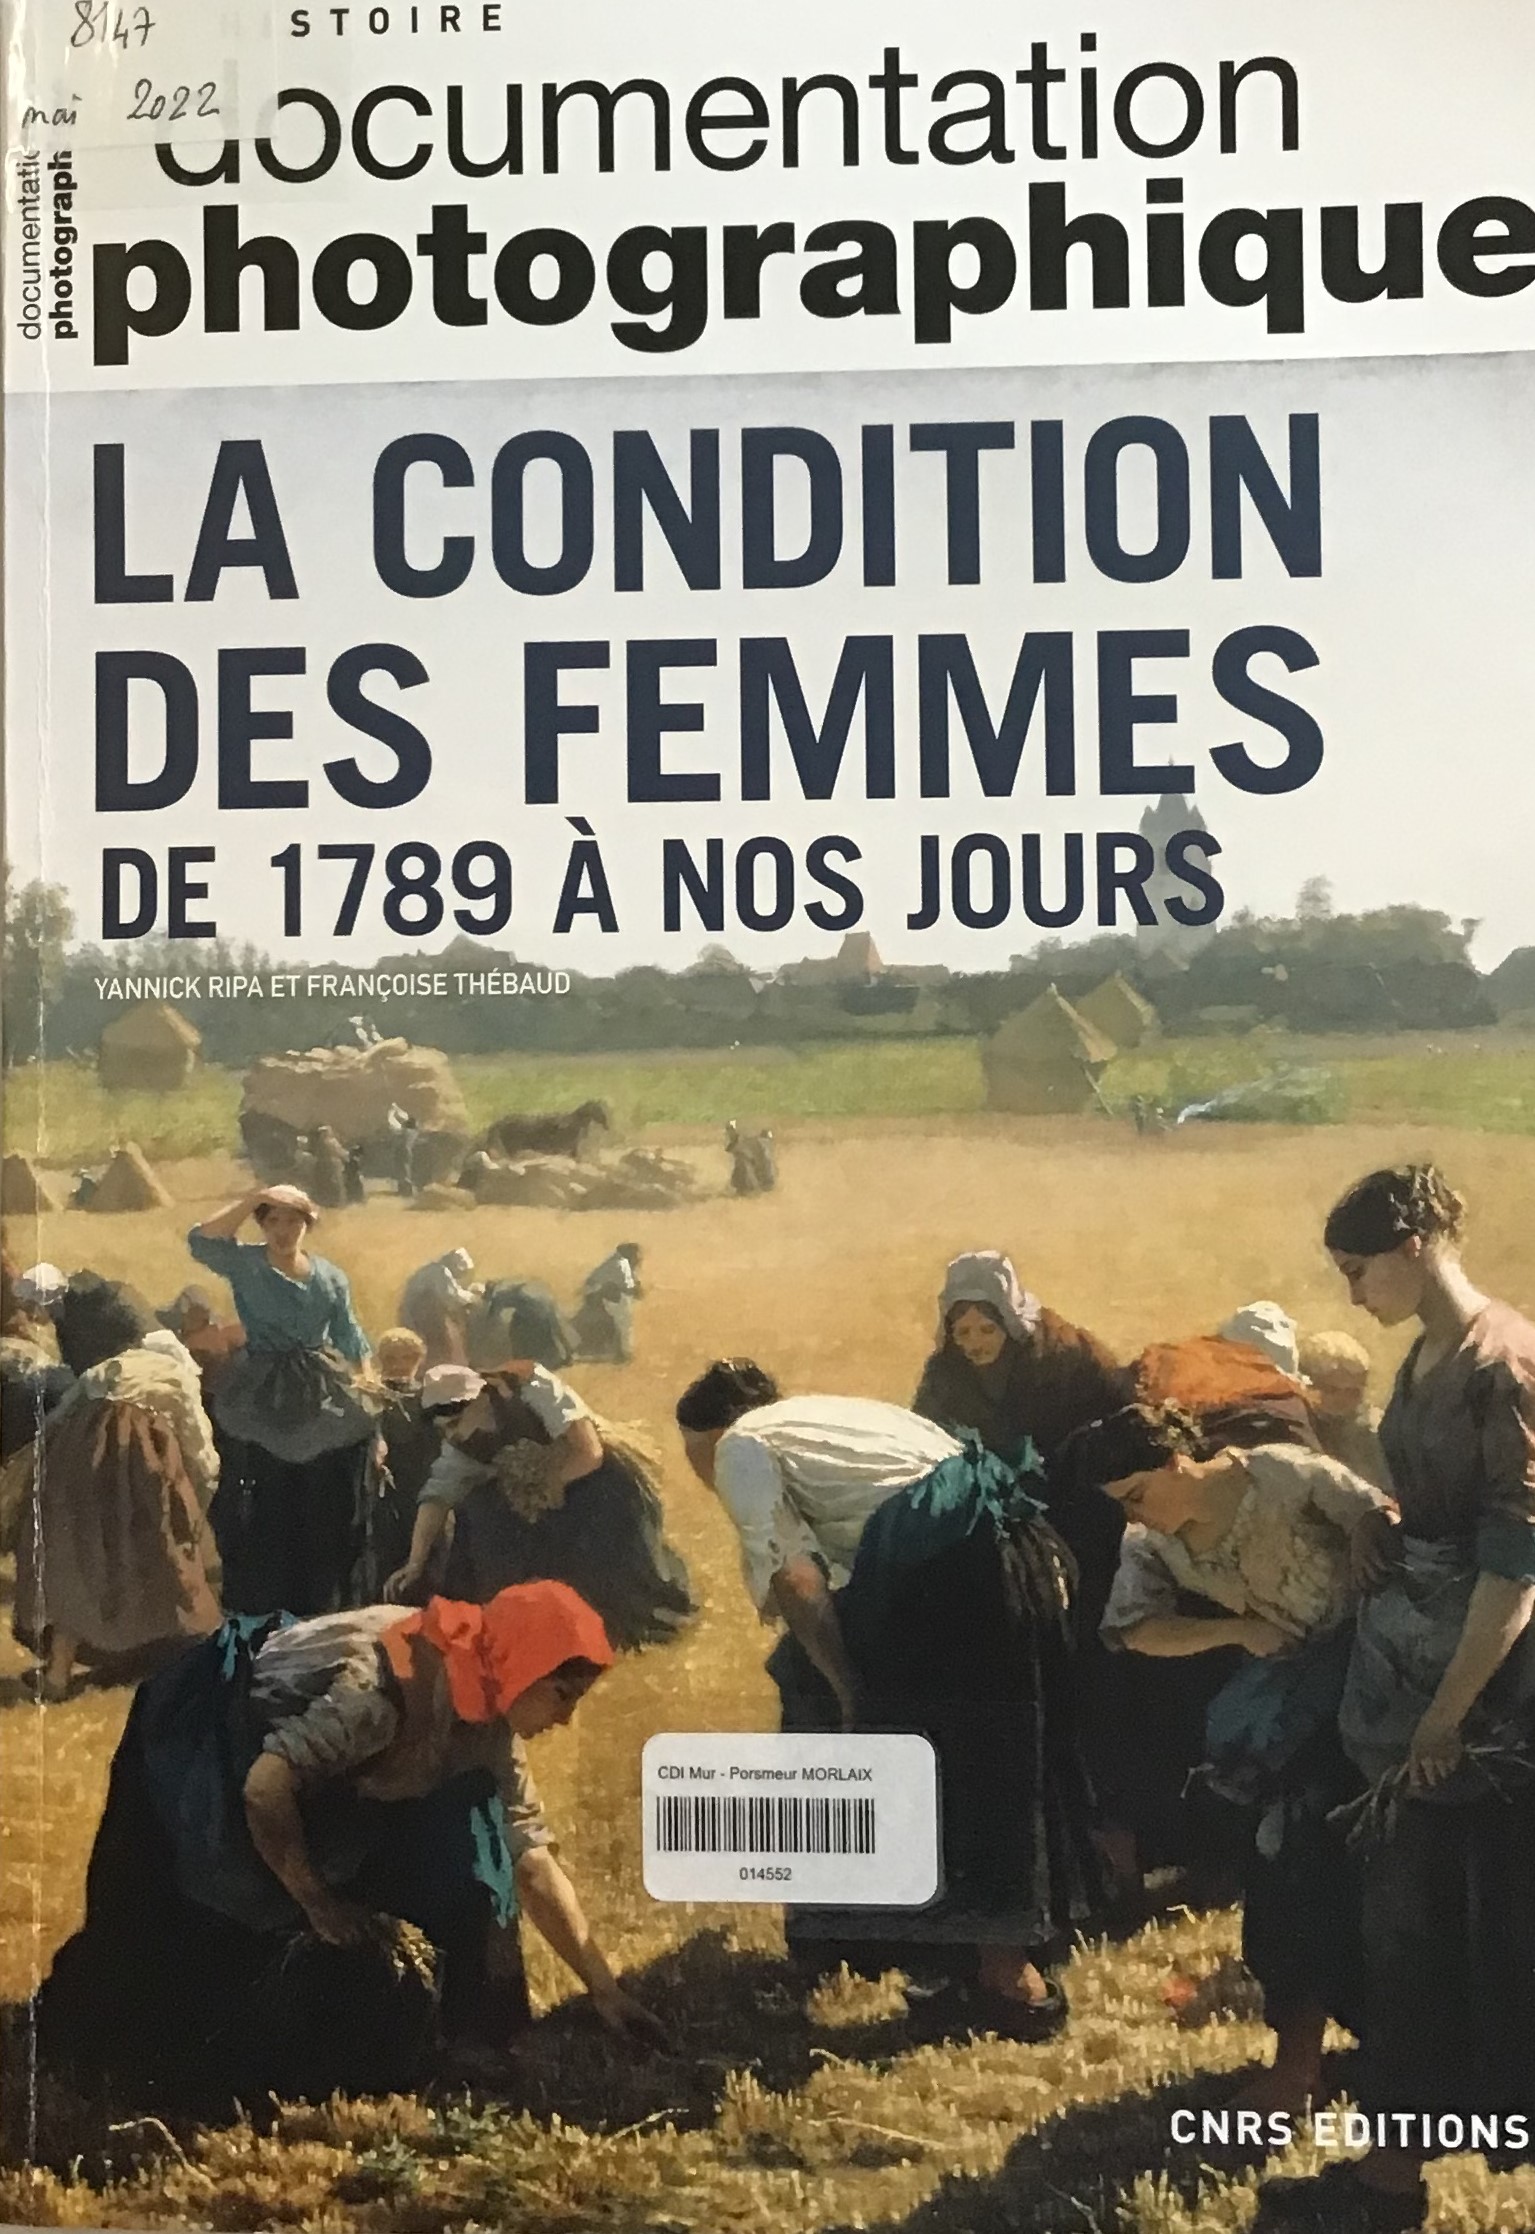 8147
STOIRE
mai 2022
documentation
photographique
documentatio
photograph
LA CONDITION
DES FEMMES
DE 1789 À NOS JOURS
YANNICK RIPA ET FRANÇOISE THÉBAUD
CDI Mur - Porsmeur MORLAIX
014552
CNRS EDITIONS